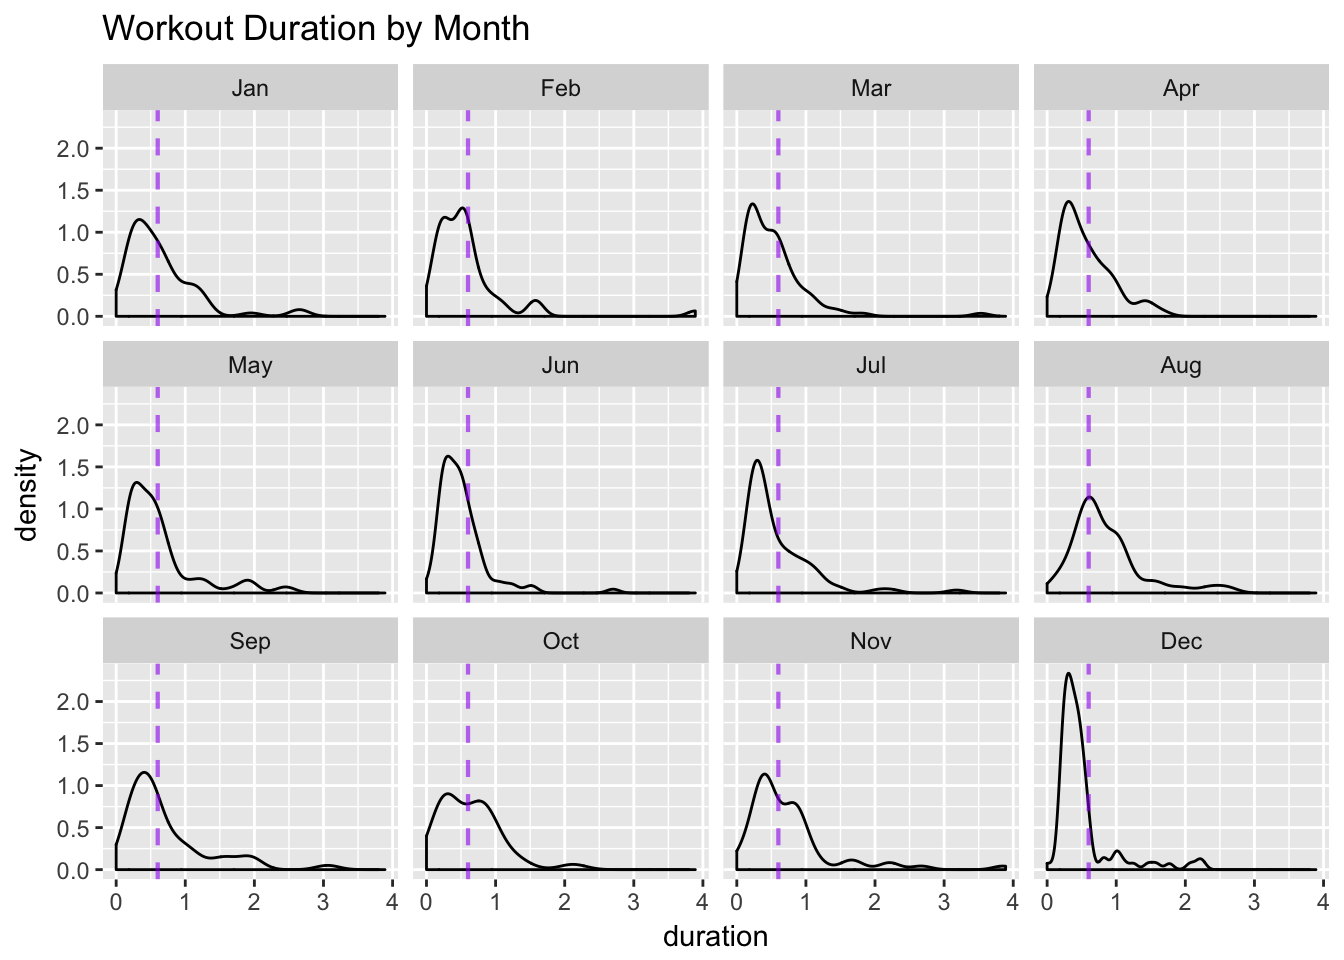 Workout Duration by Month
Jan Feb Mar Apr
2.0
1.5
1.0
0.5
0.0
May Jun Jul Aug
2.0
1.5
1.0
0.5
0.0
density
Sep Oct Nov Dec
2.0
1.5
1.0
0.5
0.0
0 1 2 3 4 0 1 2 3 4 0 1 2 3 4 0 1 2 3 4
duration